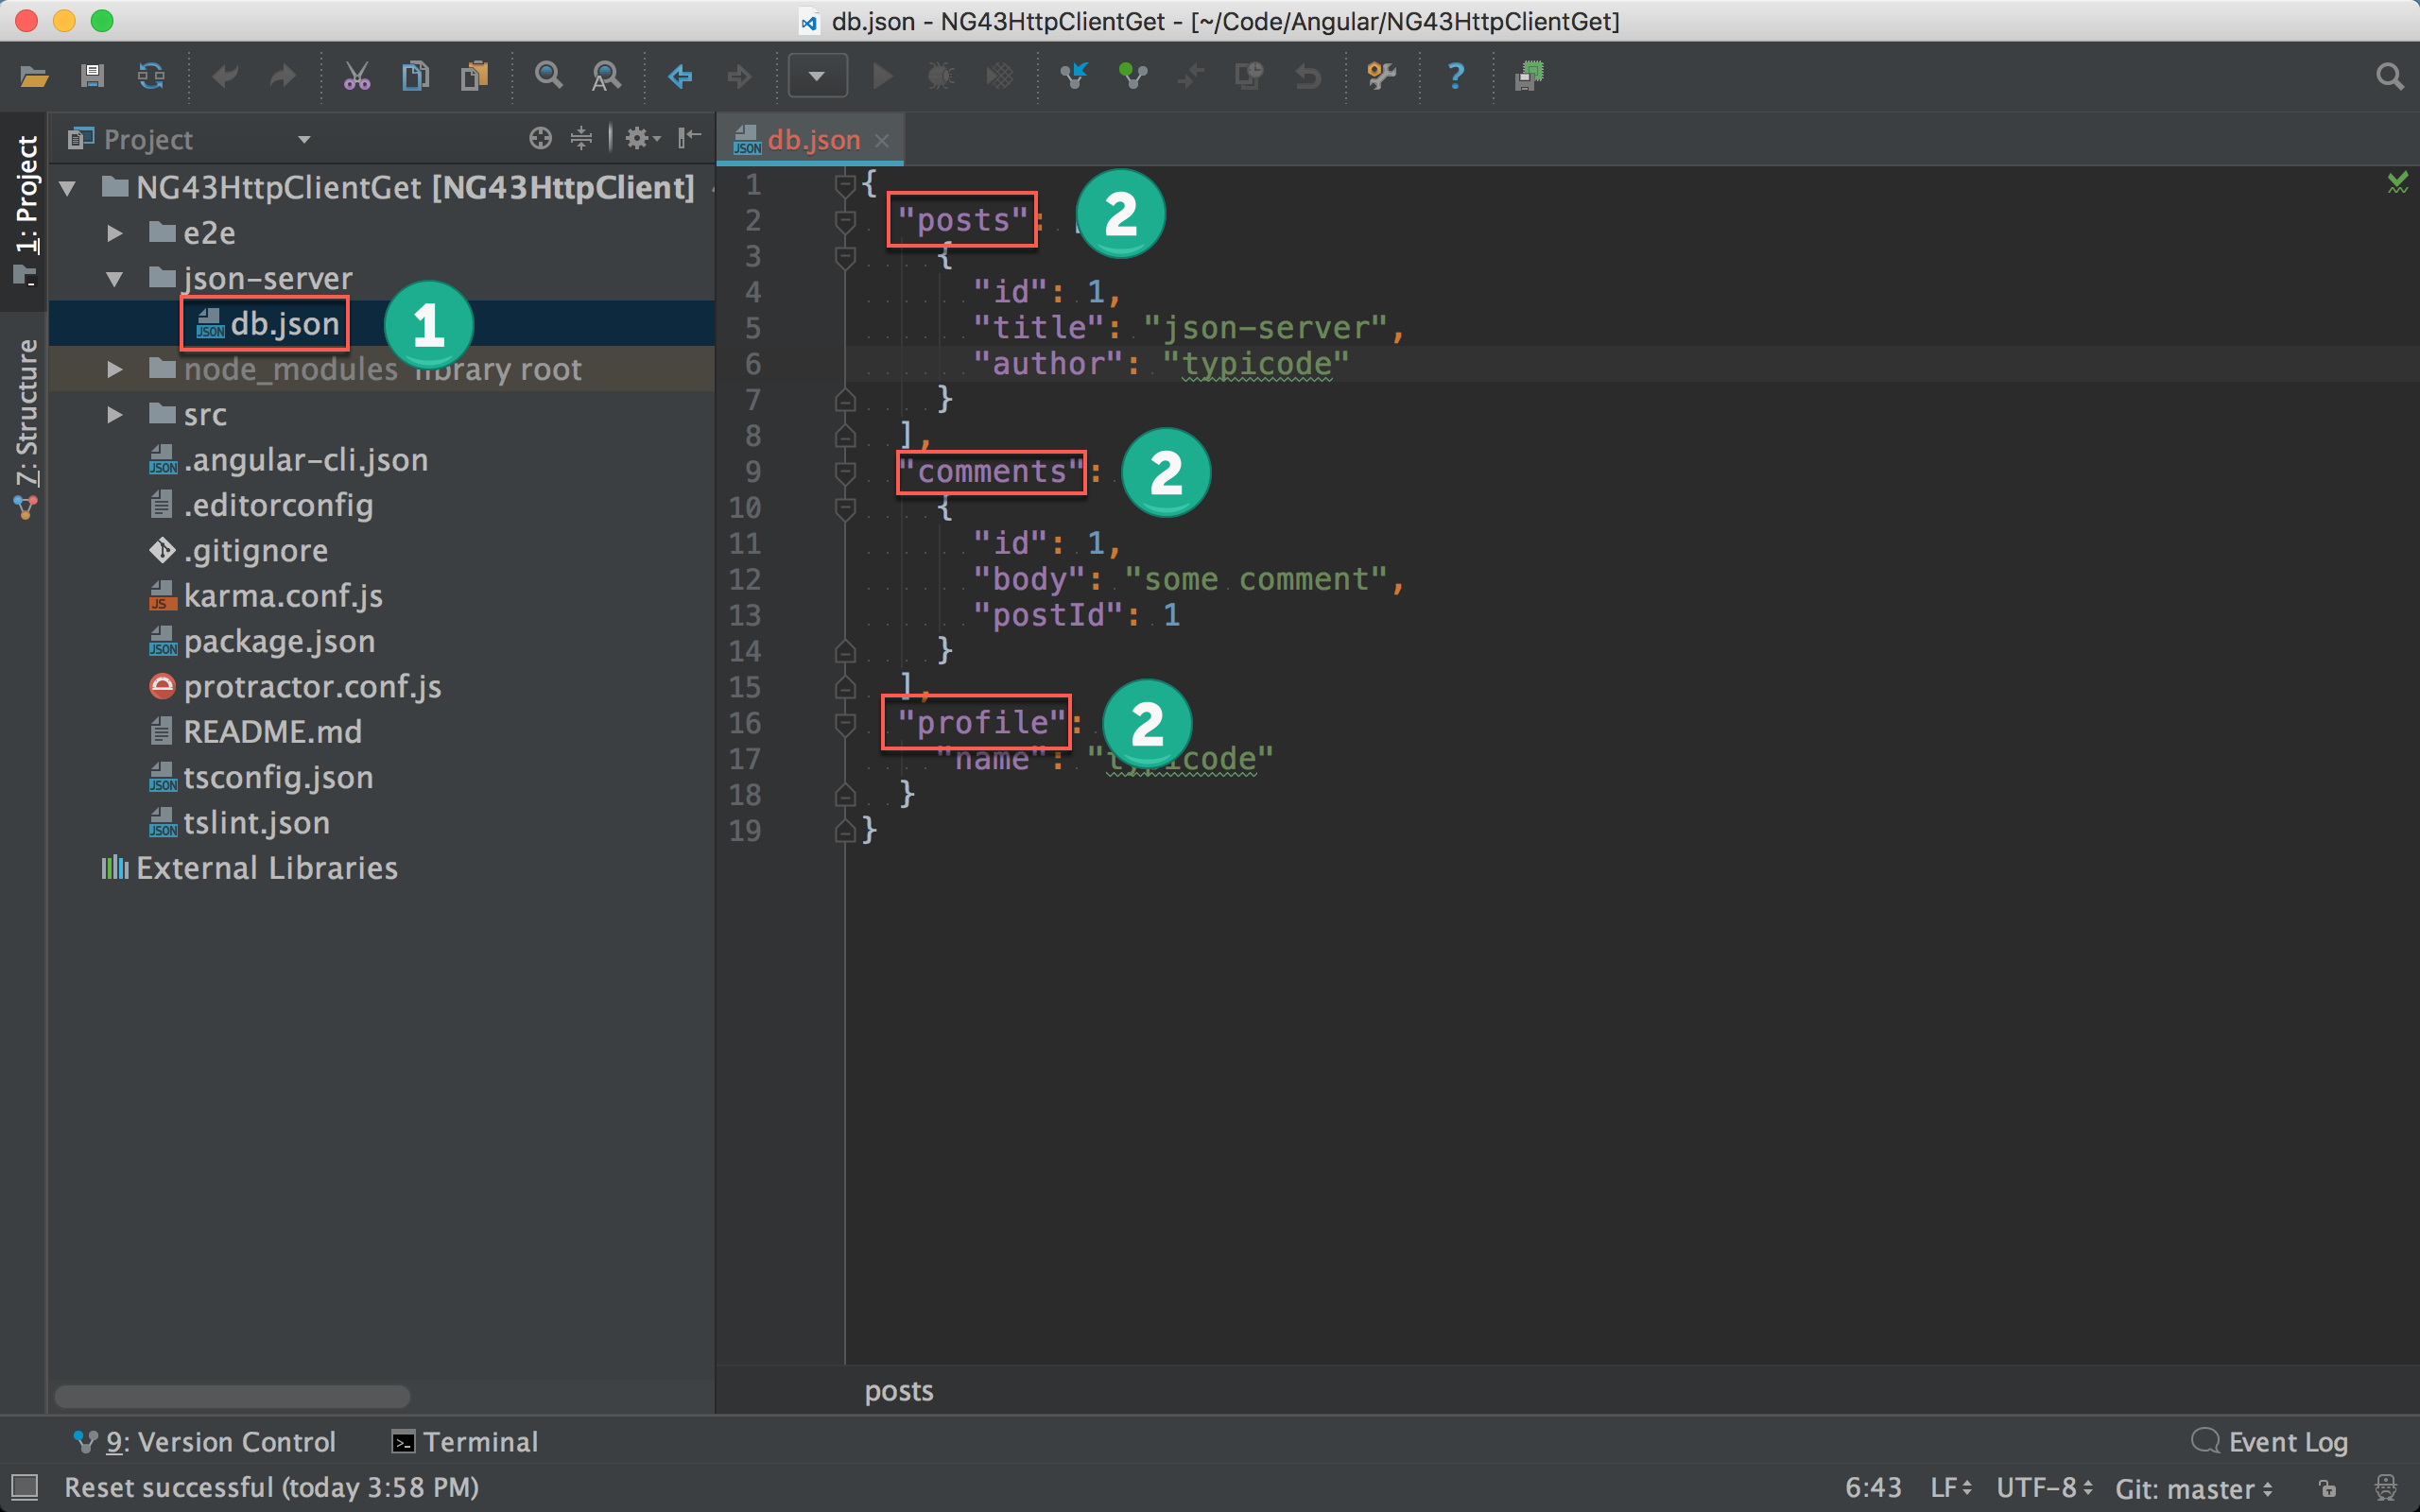 db.json - NG43HttpClientGet - [~/Code/Angular/NG43HttpClientGet]
1: Project
7: Structure
Project
NG43HttpClientGet [NG43HttpClient]
e2e
json-server
db.json
1
node_modules library root
src
.angular-cli.json
.editorconfig
.gitignore
karma.conf.js
package.json
protractor.conf.js
README.md
tsconfig.json
tslint.json
External Libraries
db.json
1 {
2 "posts": [ 2
3 {
4 "id": 1,
5 "title": "json-server",
6 "author": "typicode"
7 }
8 ],
9 "comments": 2
10 {
11 "id": 1,
12 "body": "some comment",
13 "postId": 1
14 }
15 ],
16 "profile": 2
17 "name": "typicode"
18 }
19 }
posts
9: Version Control
Terminal
Event Log
Reset successful (today 3:58 PM)
6:43 LF UTF-8 Git: master